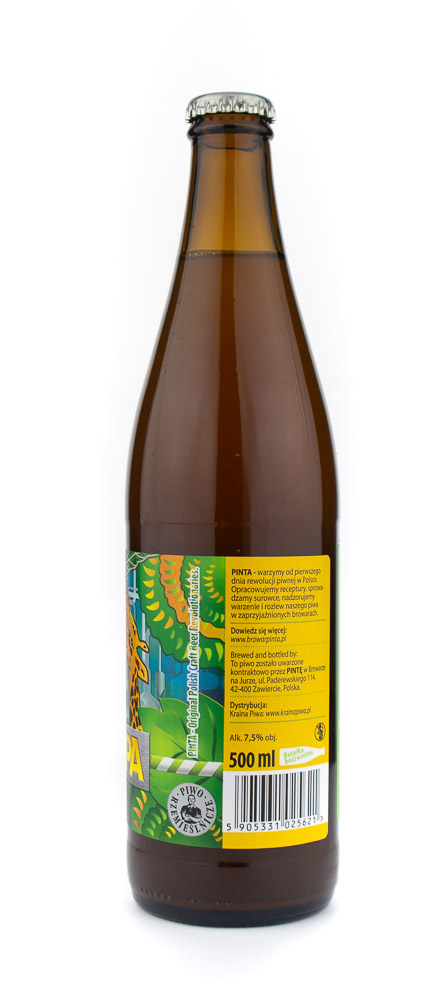 PINTA - warzymy od pierwszego
dnia rewolucji piwnej w Polsce.
Opracowujemy receptury, sprowa-
dzamy surowce, nadzorujemy
warzenie i rozlew naszego piwa
w zaprzyjaźnionych browarach.
Dowiedz się więcej:
www.browarpinta.pl
Brewed and bottled by:
To piwo zostało uwarzone
kontraktowo przez PINTĘ w Browarze
na Jurze, ul. Paderewskiego 114,
42-400 Zawiercie, Polska.
Dystrybucja:
Kraina Piwa: www.krainapiwa.pl
Alk. 7,5% obj.
500 ml
Butelka
bezzwrotna
5 905331 025621 >
PINTA - Original Polish Craft Beer Revolutionaries.
PA
• PIWO •
RZEMIEŚLNICZE